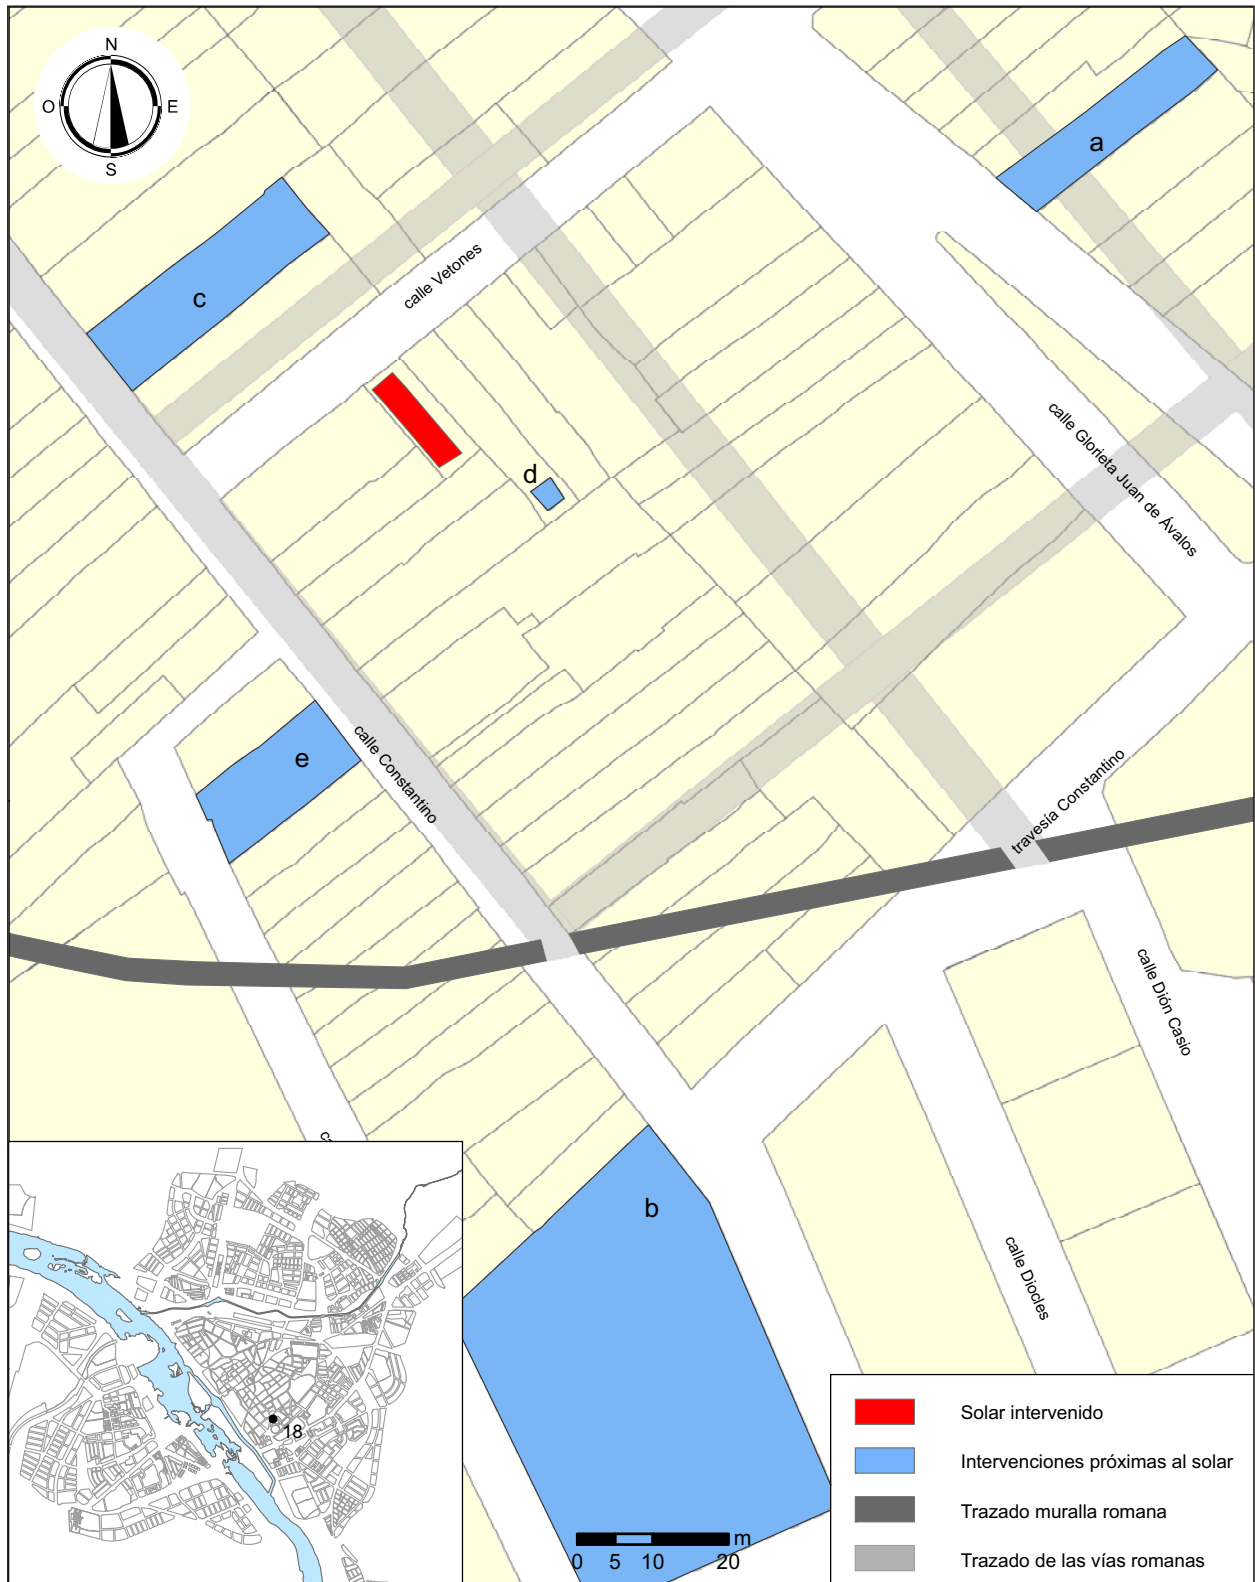 N
O E
S
a
calle Vetones
c
calle Glorieta Juan de Ávalos
d
calle Constantino
e
travesía Constantino
calle Dión Casio
b
calle Diocles
18
m
0 5 10 20
Solar intervenido
Intervenciones próximas al solar
Trazado muralla romana
Trazado de las vías romanas